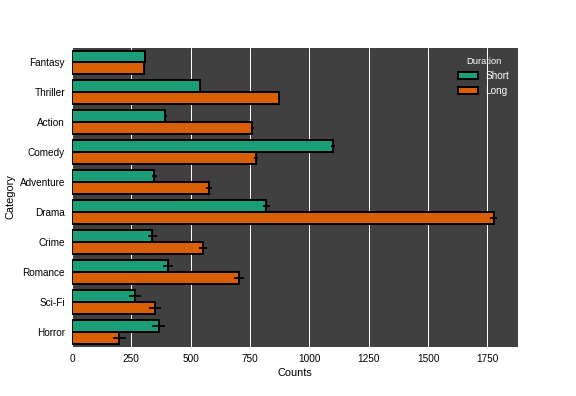 Duration
Short
Long
Fantasy
Thriller
Action
Comedy
Adventure
Drama
Crime
Romance
Sci-Fi
Horror
Category
0 250 500 750 1000 1250 1500 1750
Counts